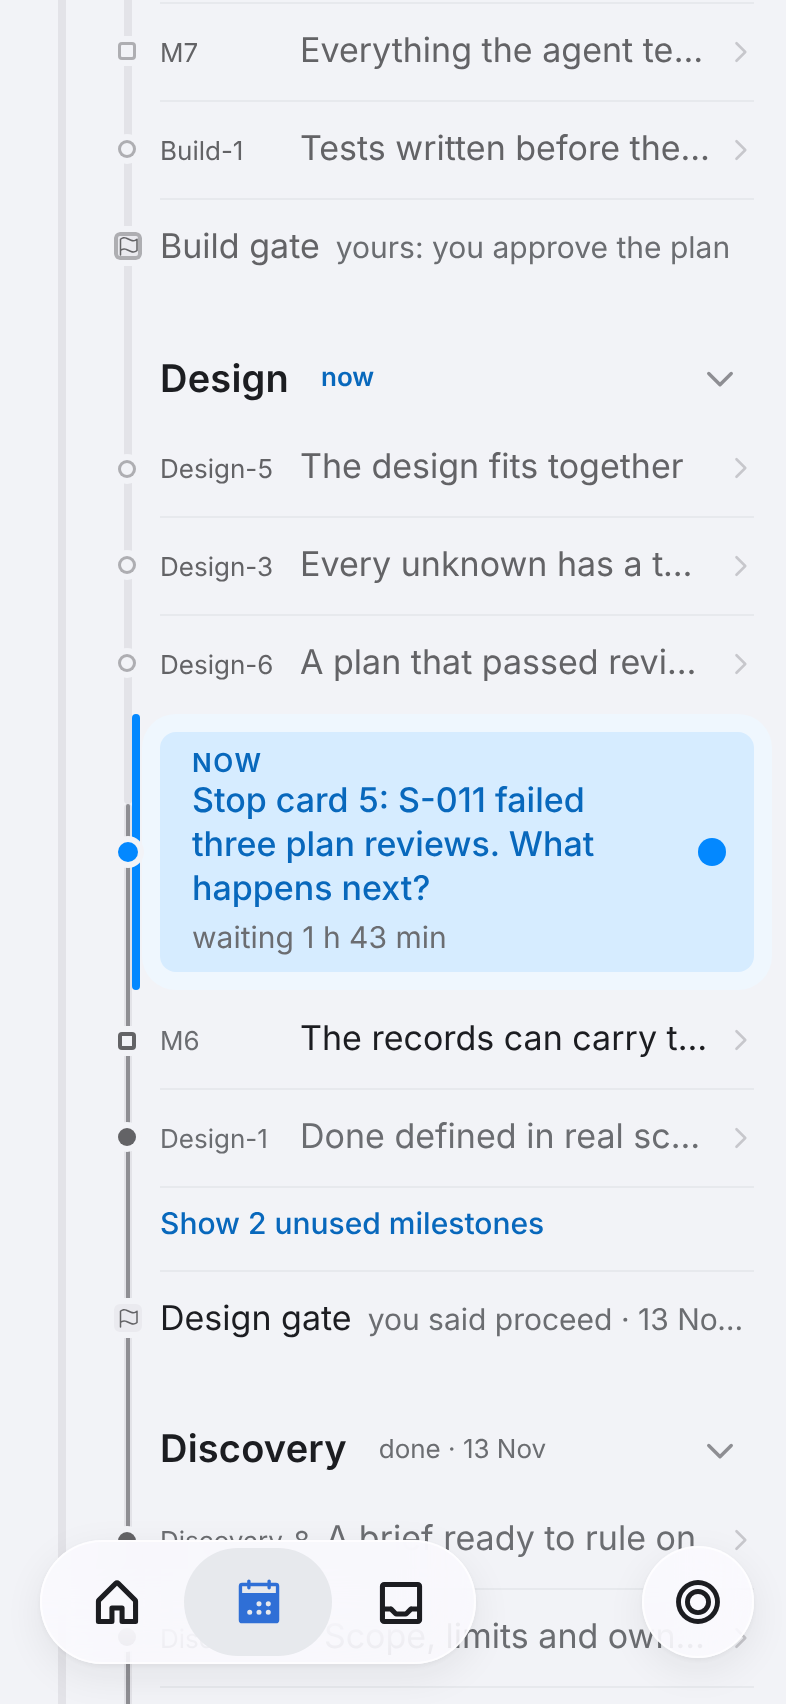 M7 Everything the agent te...
Build-1 Tests written before the...
Build gate yours: you approve the plan
Design now
Design-5 The design fits together
Design-3 Every unknown has a t...
Design-6 A plan that passed revi...
NOW
Stop card 5: S-011 failed
three plan reviews. What
happens next?
waiting 1 h 43 min
M6 The records can carry t...
Design-1 Done defined in real sc...
Show 2 unused milestones
Design gate you said proceed · 13 No...
Discovery done · 13 Nov
Discovery-8 A brief ready to rule on
Scope, limits and own...